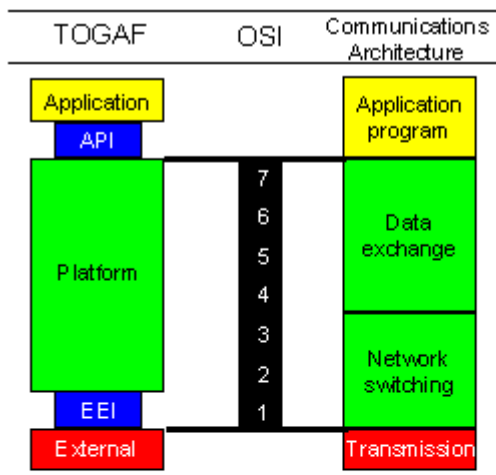 TOGAF
OSI
Communications
Architecture
Application
API
Platform
EEI
External
7
6
5
4
3
2
1
Application
program
Data
exchange
Network
switching
Transmission